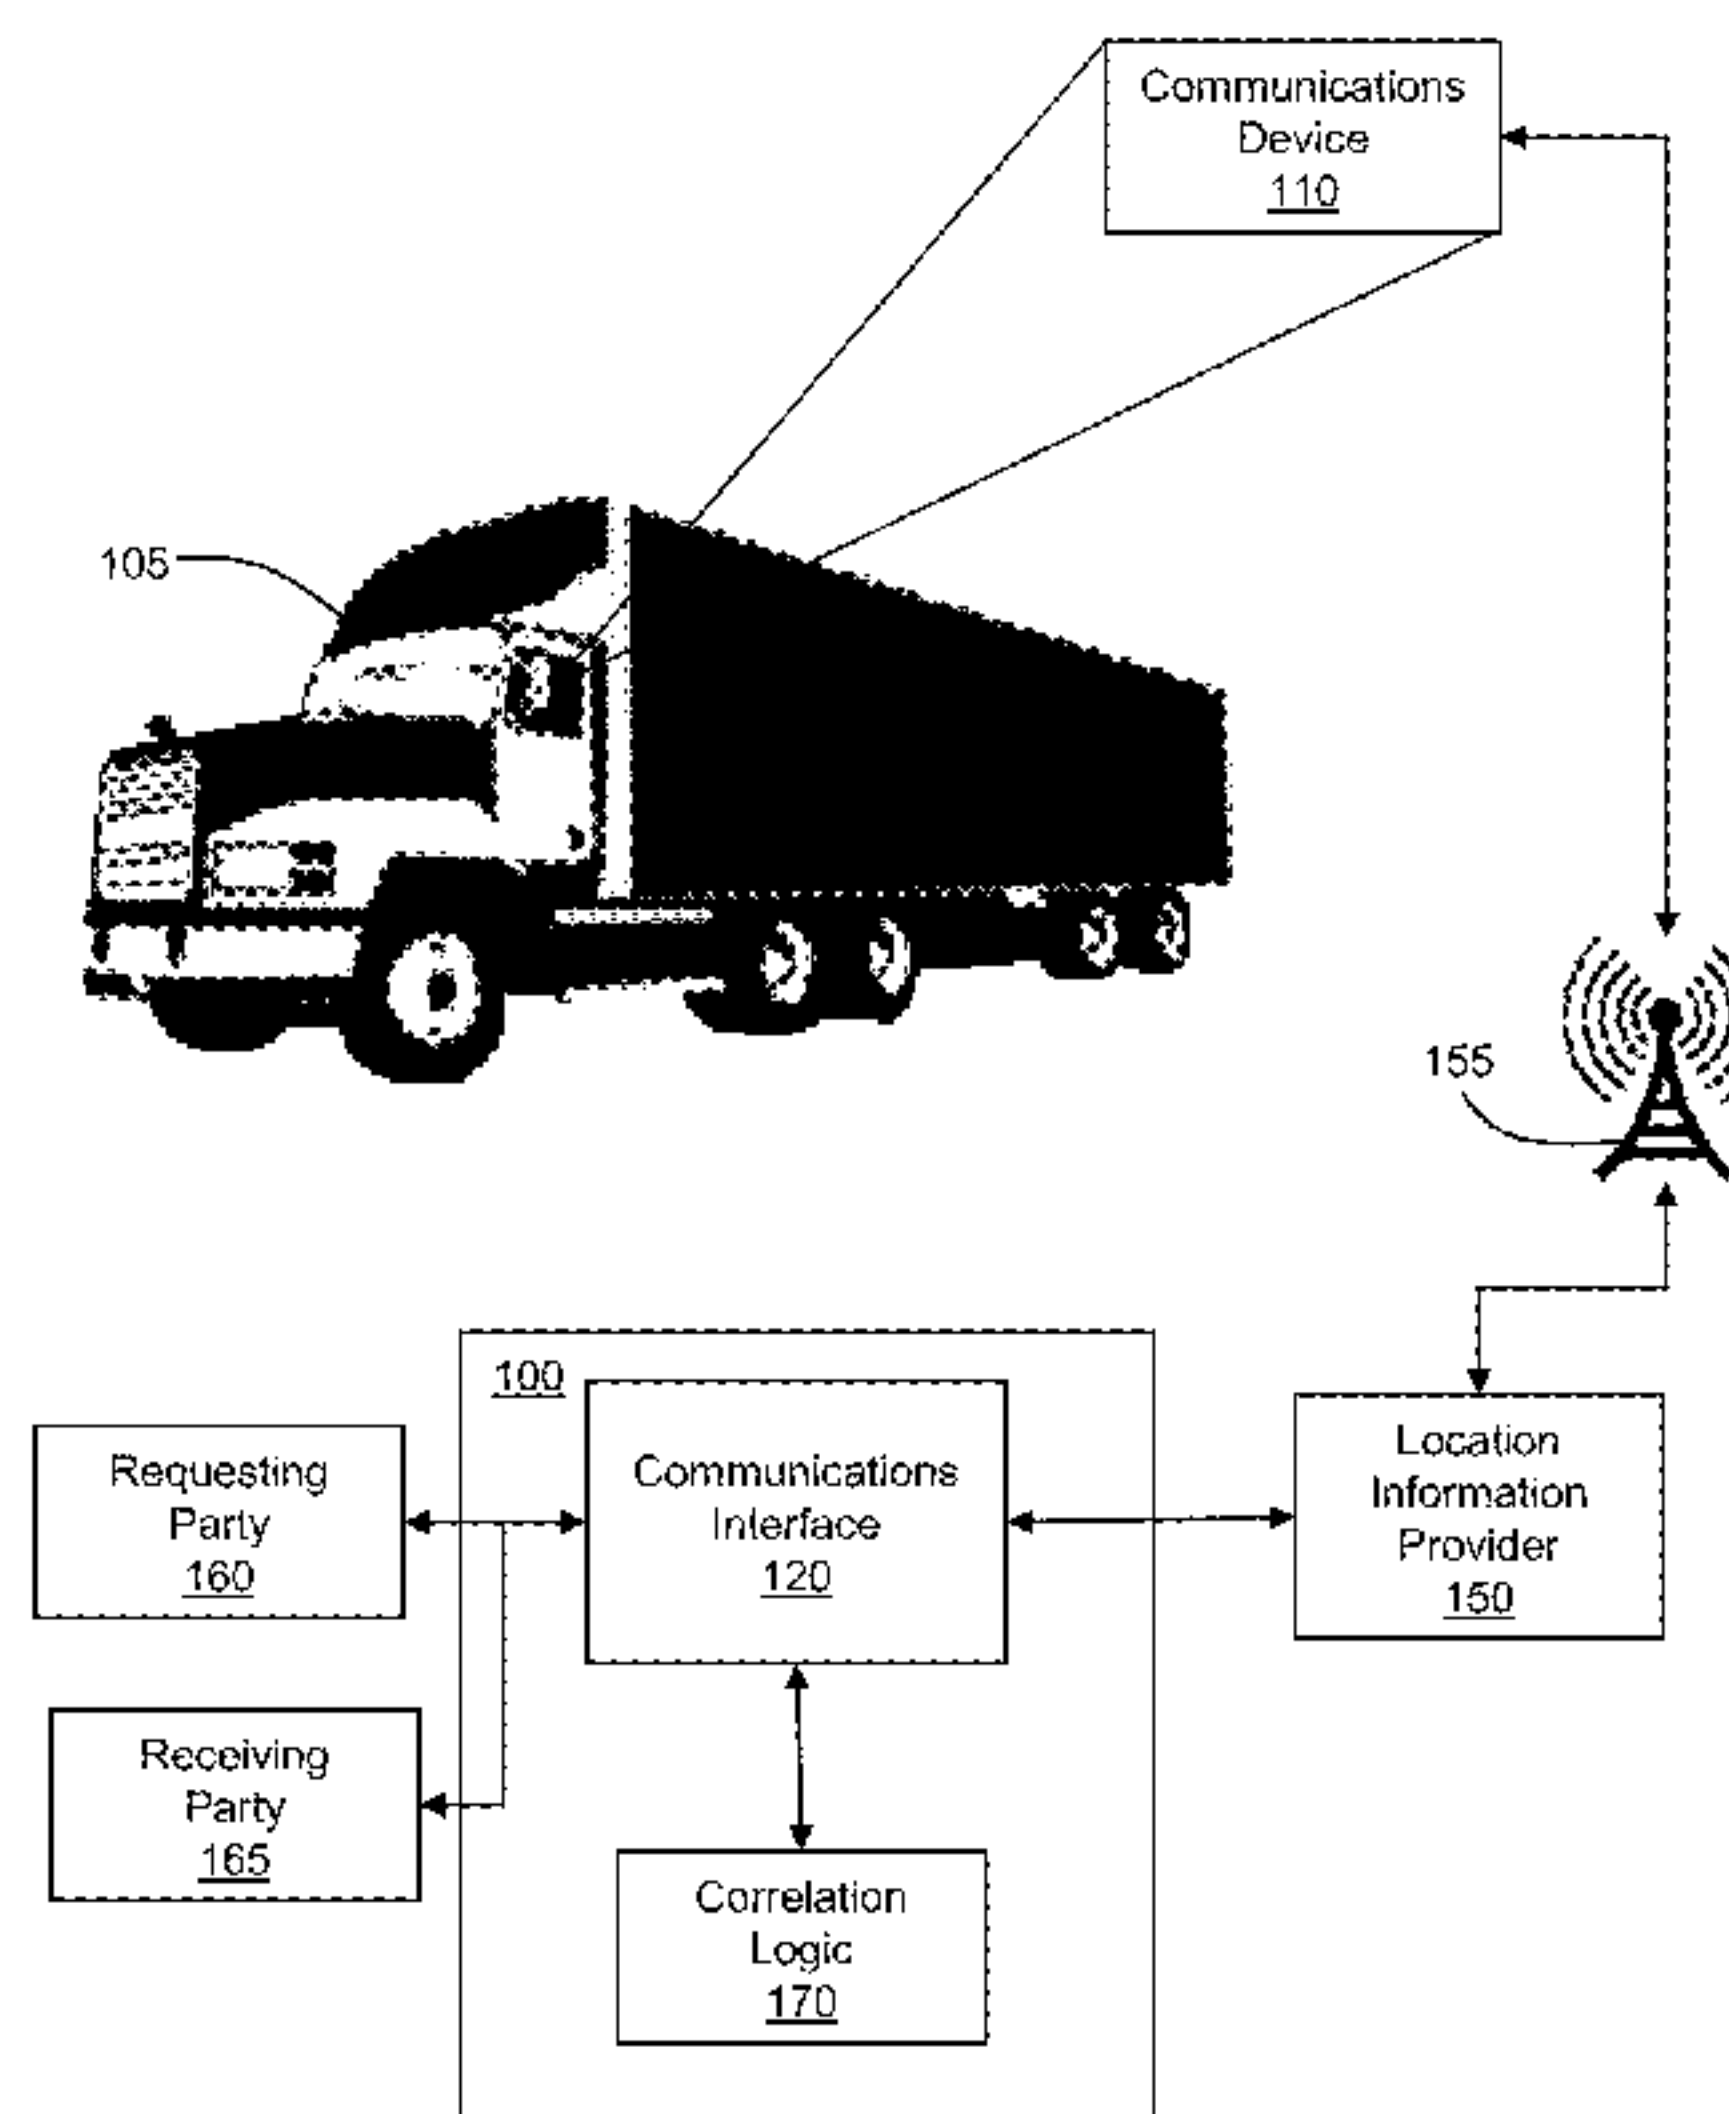 Communications
Device
110
105
155
100
Requesting
Party
160
Communications
Interface
120
Location
Information
Provider
150
Receiving
Party
165
Correlation
Logic
170